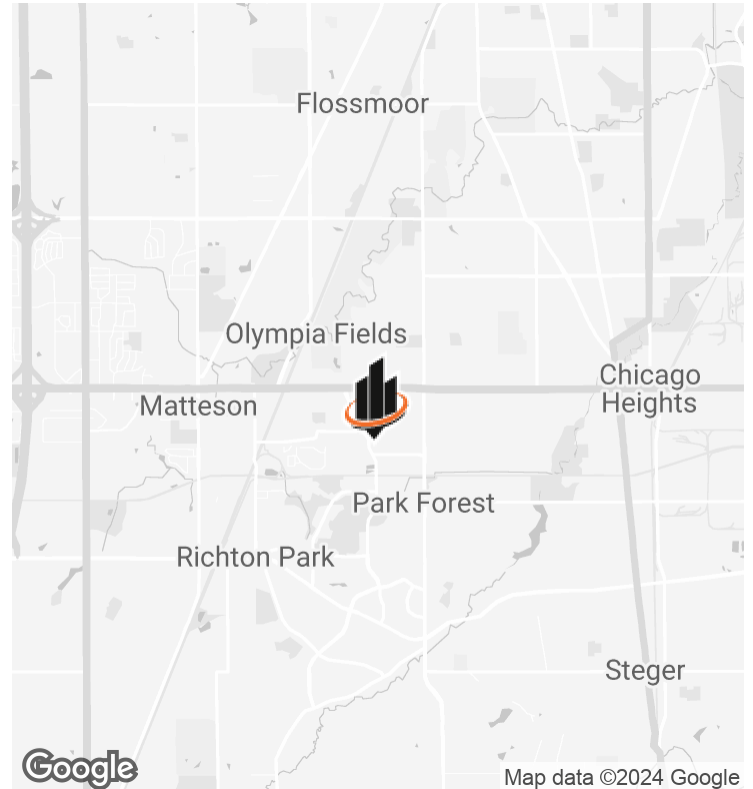 Flossmoor
Olympia Fields
Chicago
Heights
Matteson
Park Forest
Richton Park
Steger
Google
Map data ©2024 Google